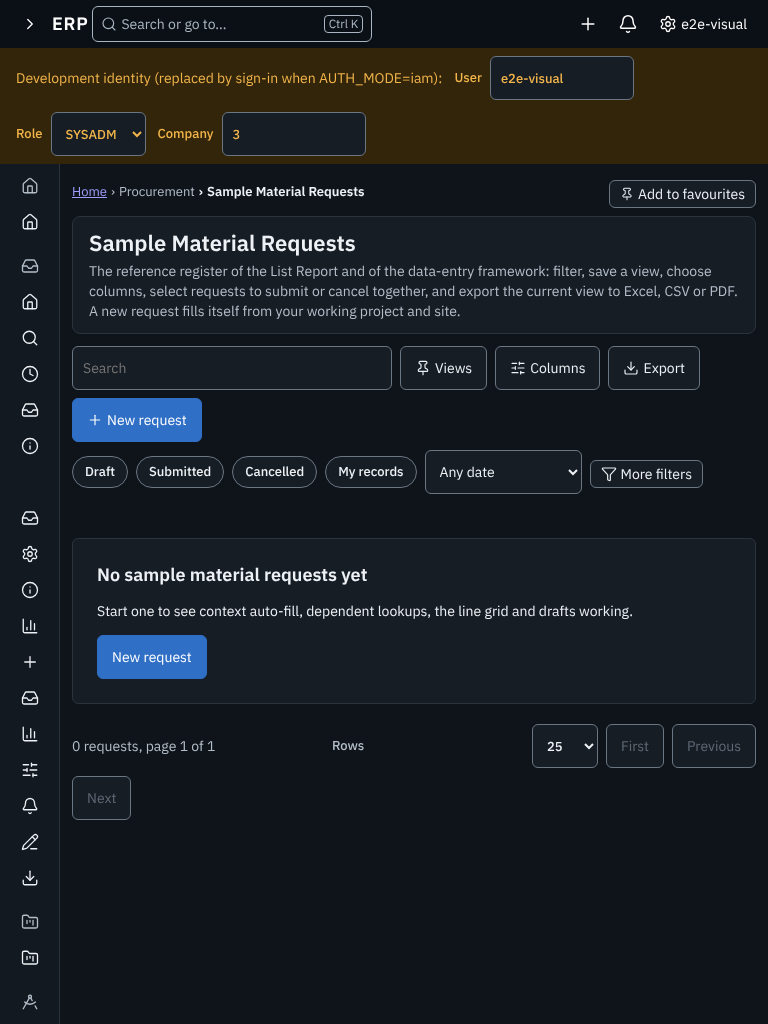 ERP Search or go to... Ctrl K e2e-visual
Development identity (replaced by sign-in when AUTH_MODE=iam): User e2e-visual
Role SYSADM Company 3
Home › Procurement › Sample Material Requests Add to favourites
Sample Material Requests
The reference register of the List Report and of the data-entry framework: filter, save a view, choose
columns, select requests to submit or cancel together, and export the current view to Excel, CSV or PDF.
A new request fills itself from your working project and site.
Search Views Columns Export
New request
Draft Submitted Cancelled My records Any date More filters
No sample material requests yet
Start one to see context auto-fill, dependent lookups, the line grid and drafts working.
New request
0 requests, page 1 of 1 Rows 25 First Previous
Next